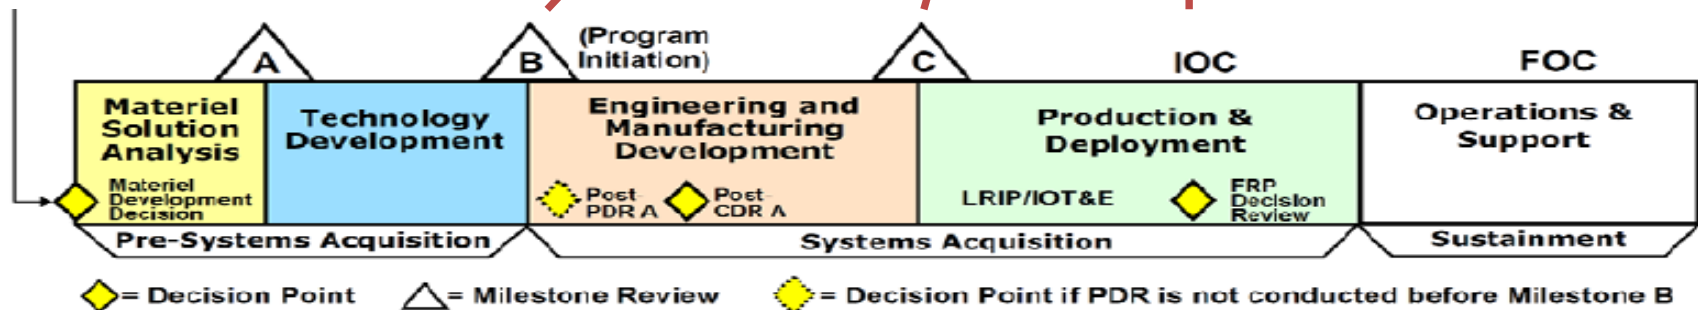 A
B
(Program
Initiation)
C
IOC
FOC
Materiel
Solution
Analysis
Technology
Development
Engineering and
Manufacturing
Development
Production &
Deployment
Operations &
Support
Materiel
Development
Decision
Post-
PDR A
Post-
CDR A
LRIP/IOT&E
FRP
Decision
Review
Pre-Systems Acquisition
Systems Acquisition
Sustainment
= Decision Point
= Milestone Review
= Decision Point if PDR is not conducted before Milestone B